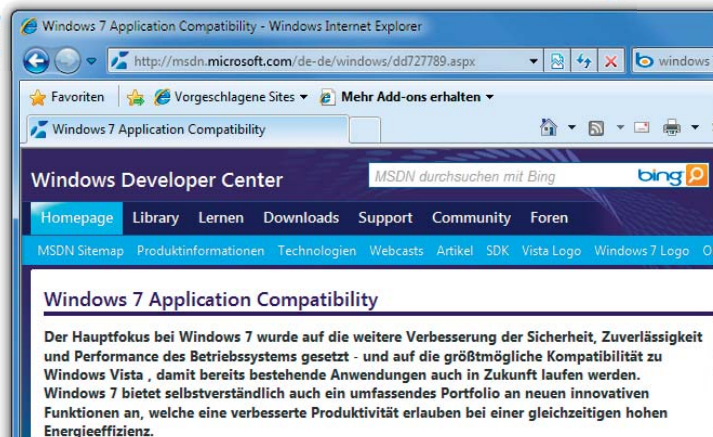 Windows 7 Application Compatibility - Windows Internet Explorer
http://msdn.microsoft.com/de-de/windows/dd727789.aspx
windows
Favoriten Vorgeschlagene Sites Mehr Add-ons erhalten
Windows 7 Application Compatibility
Windows Developer Center
MSDN durchsuchen mit Bing bing
Homepage Library Lernen Downloads Support Community Foren
MSDN Sitemap Produktinformationen Technologien Webcasts Artikel SDK Vista Logo Windows 7 Logo O
Windows 7 Application Compatibility
Der Hauptfokus bei Windows 7 wurde auf die weitere Verbesserung der Sicherheit, Zuverlässigkeit
und Performance des Betriebssystems gesetzt - und auf die größtmögliche Kompatibilität zu
Windows Vista , damit bereits bestehende Anwendungen auch in Zukunft laufen werden.
Windows 7 bietet selbstverständlich auch ein umfassendes Portfolio an neuen innovativen
Funktionen an, welche eine verbesserte Produktivität erlauben bei einer gleichzeitigen hohen
Energieeffizienz.